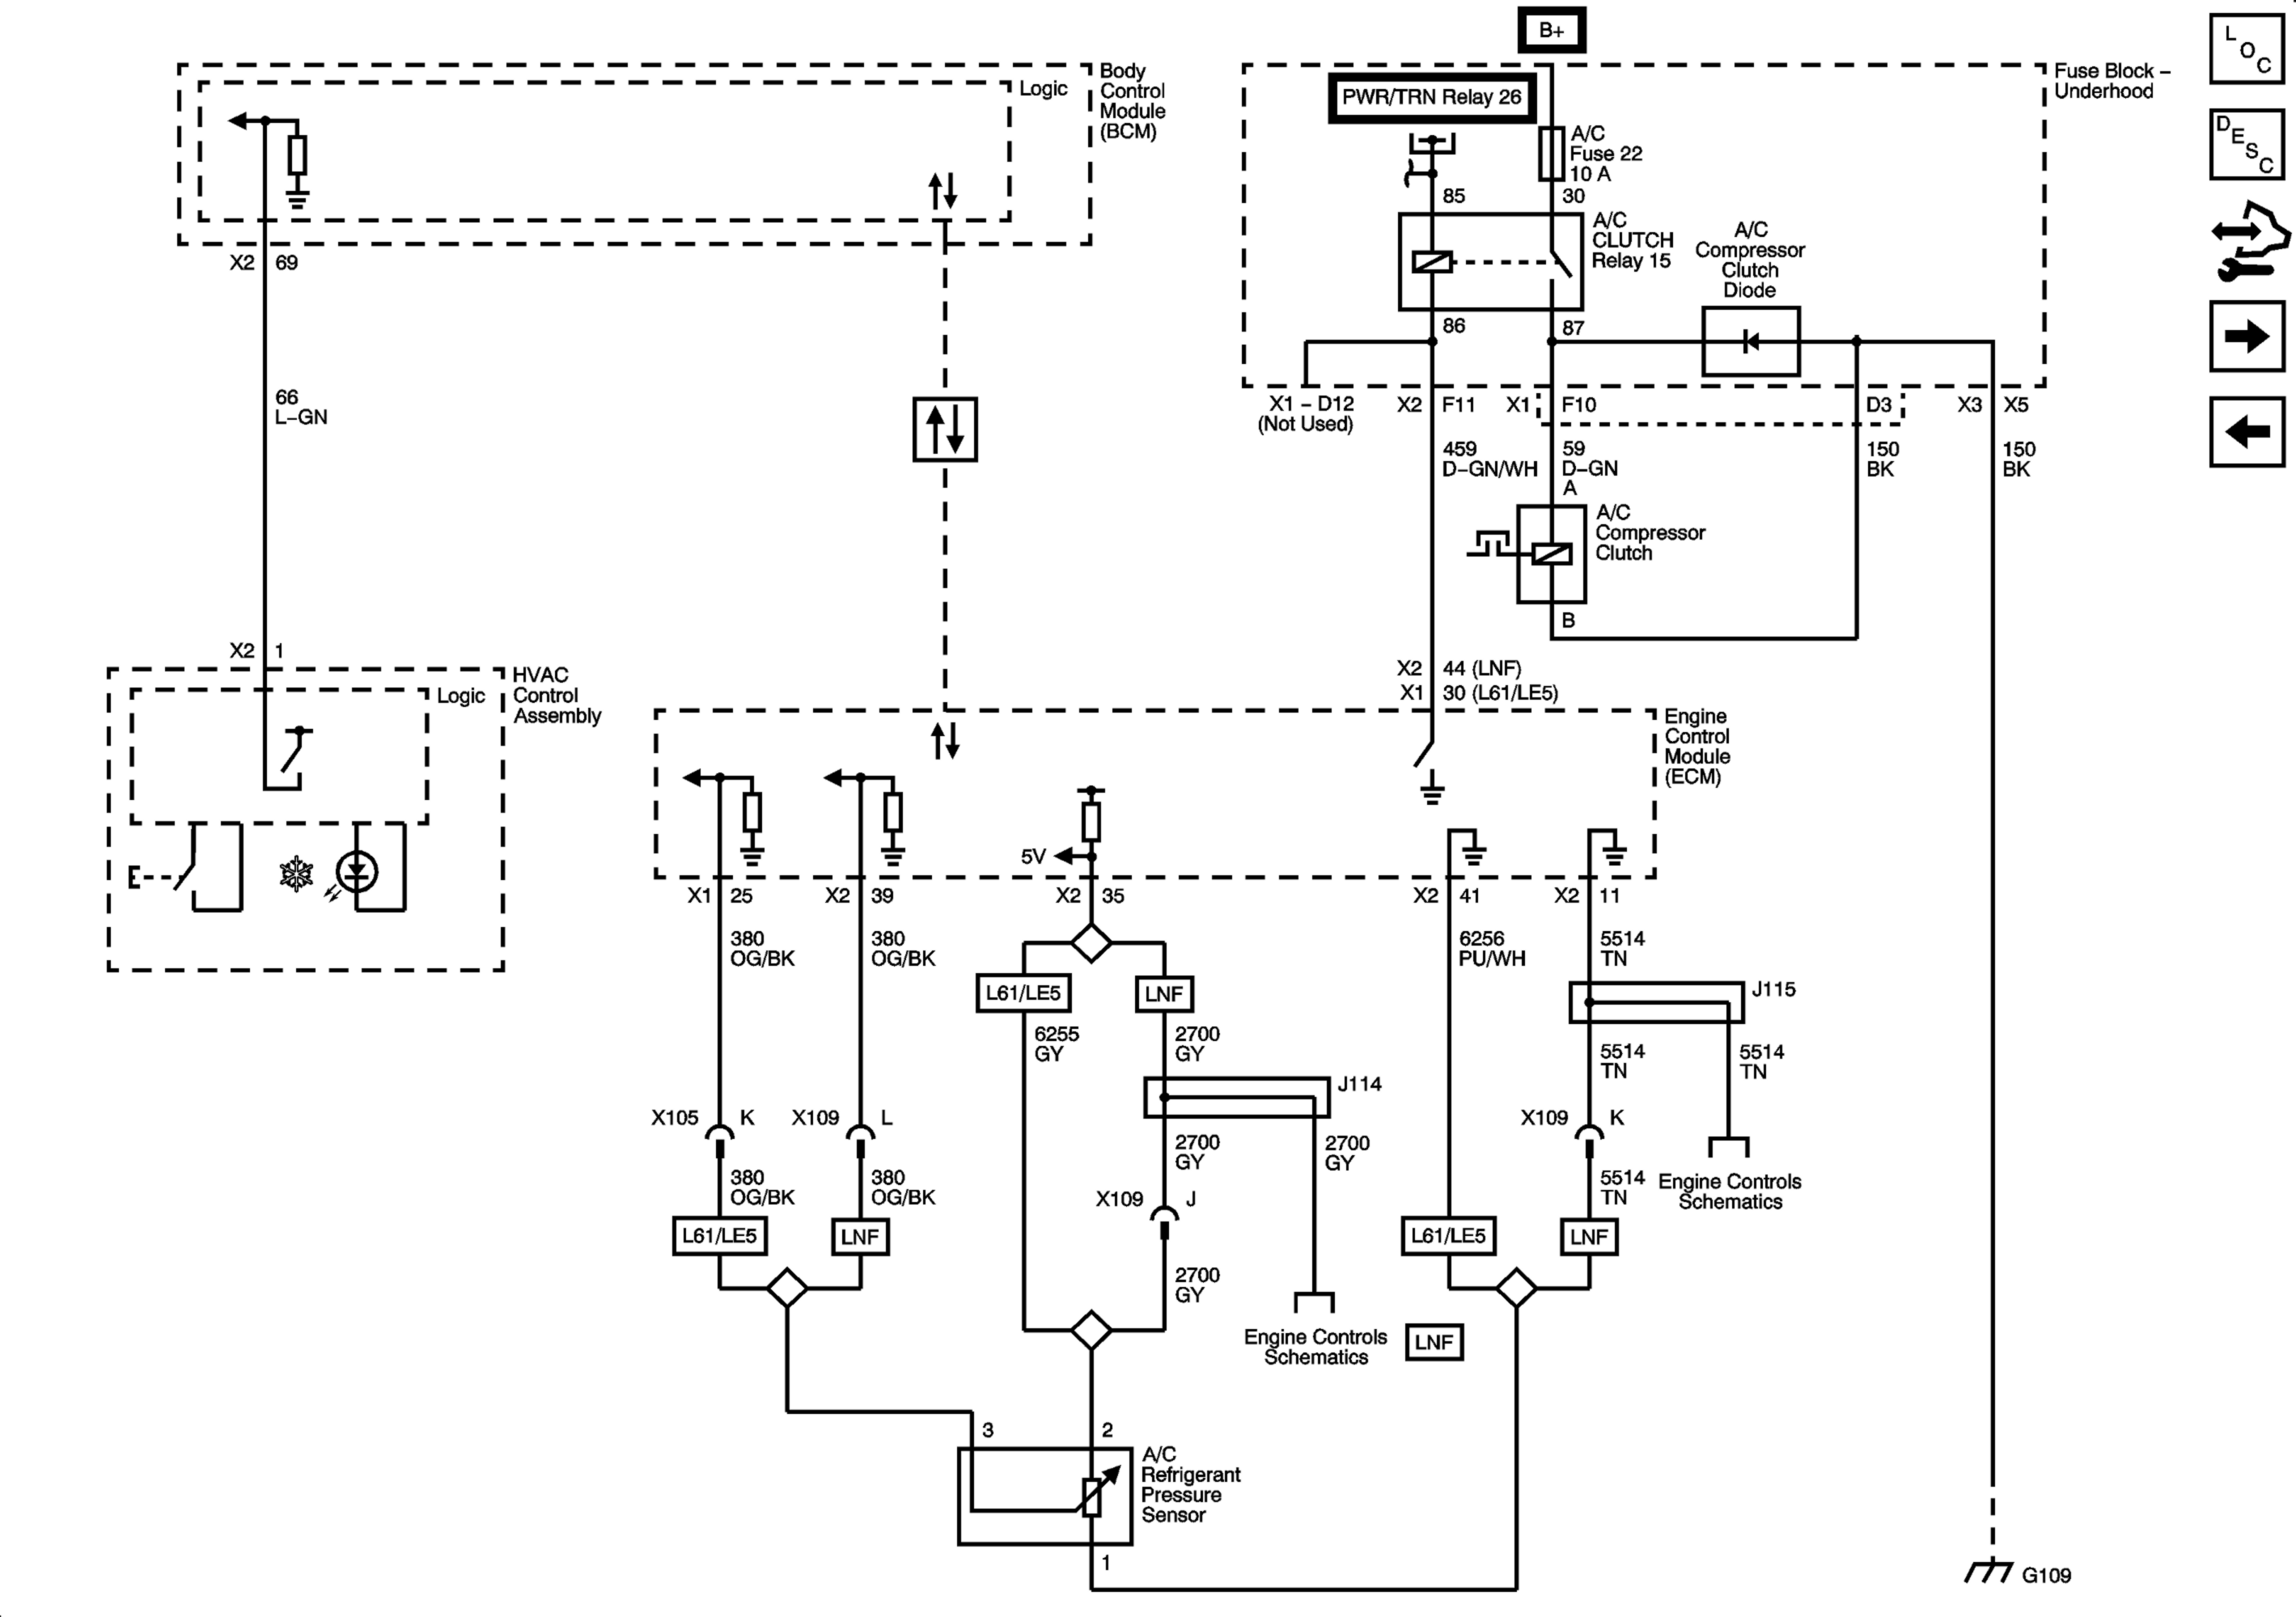 B+
L
O
C
Body
Control
Module
(BCM)
Logic
Fuse Block –
Underhood
PWR/TRN Relay 26
A/C
Fuse 22
10 A
D
E
S
C
85
30
A/C
CLUTCH
Relay 15
A/C
Compressor
Clutch
Diode
X2 69
86
87
66
L–GN
X1 – D12
(Not Used)
X2 F11
X1 F10
D3
X3 X5
459
D–GN/WH
59
D–GN
A
150
BK
150
BK
A/C
Compressor
Clutch
B
X2 1
X2 44 (LNF)
X1 30 (L61/LE5)
HVAC
Control
Assembly
Logic
Engine
Control
Module
(ECM)
5V
X1 25
X2 39
X2 35
X2 41
X2 11
380
OG/BK
380
OG/BK
6256
PU/WH
5514
TN
L61/LE5
LNF
J115
6255
GY
2700
GY
5514
TN
5514
TN
J114
X105 K
X109 L
X109 K
2700
GY
2700
GY
380
OG/BK
380
OG/BK
X109 J
5514
TN
Engine Controls
Schematics
L61/LE5
LNF
L61/LE5
LNF
2700
GY
Engine Controls
Schematics
LNF
3
2
A/C
Refrigerant
Pressure
Sensor
1
G109